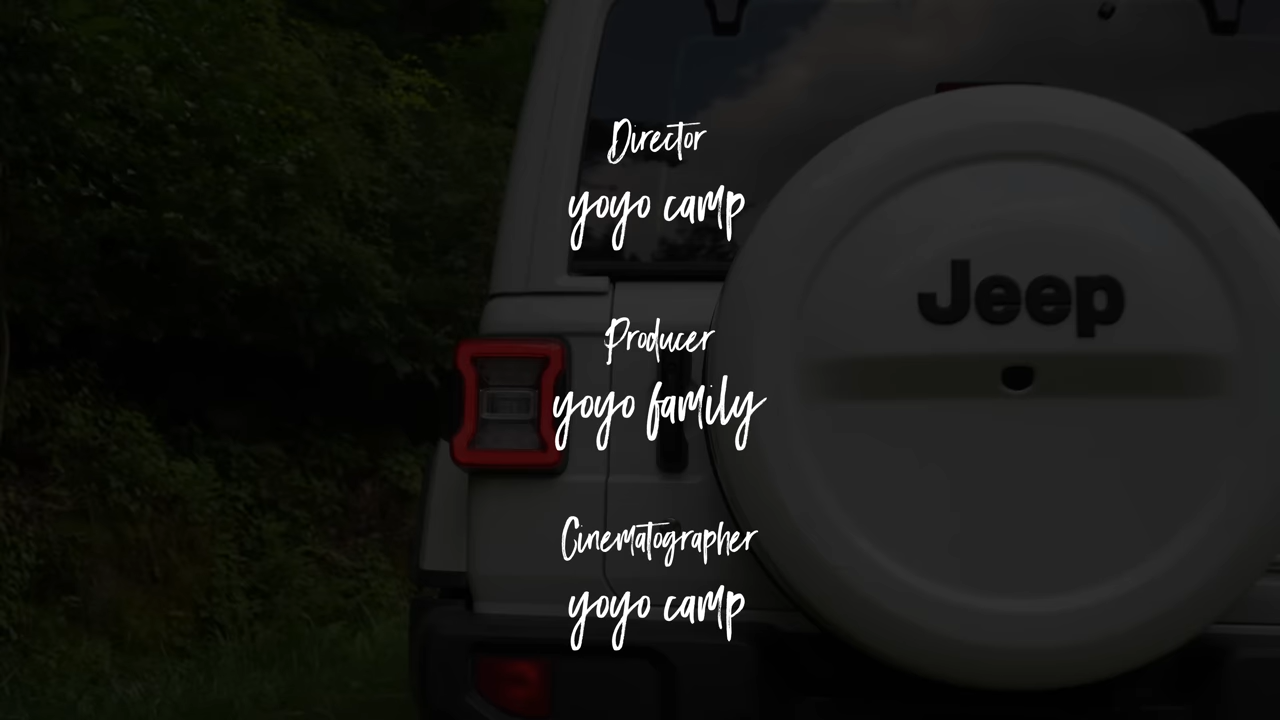 Director
yoyo camp
Jeep
Producer
yoyo family
Cinematographer
yoyo camp